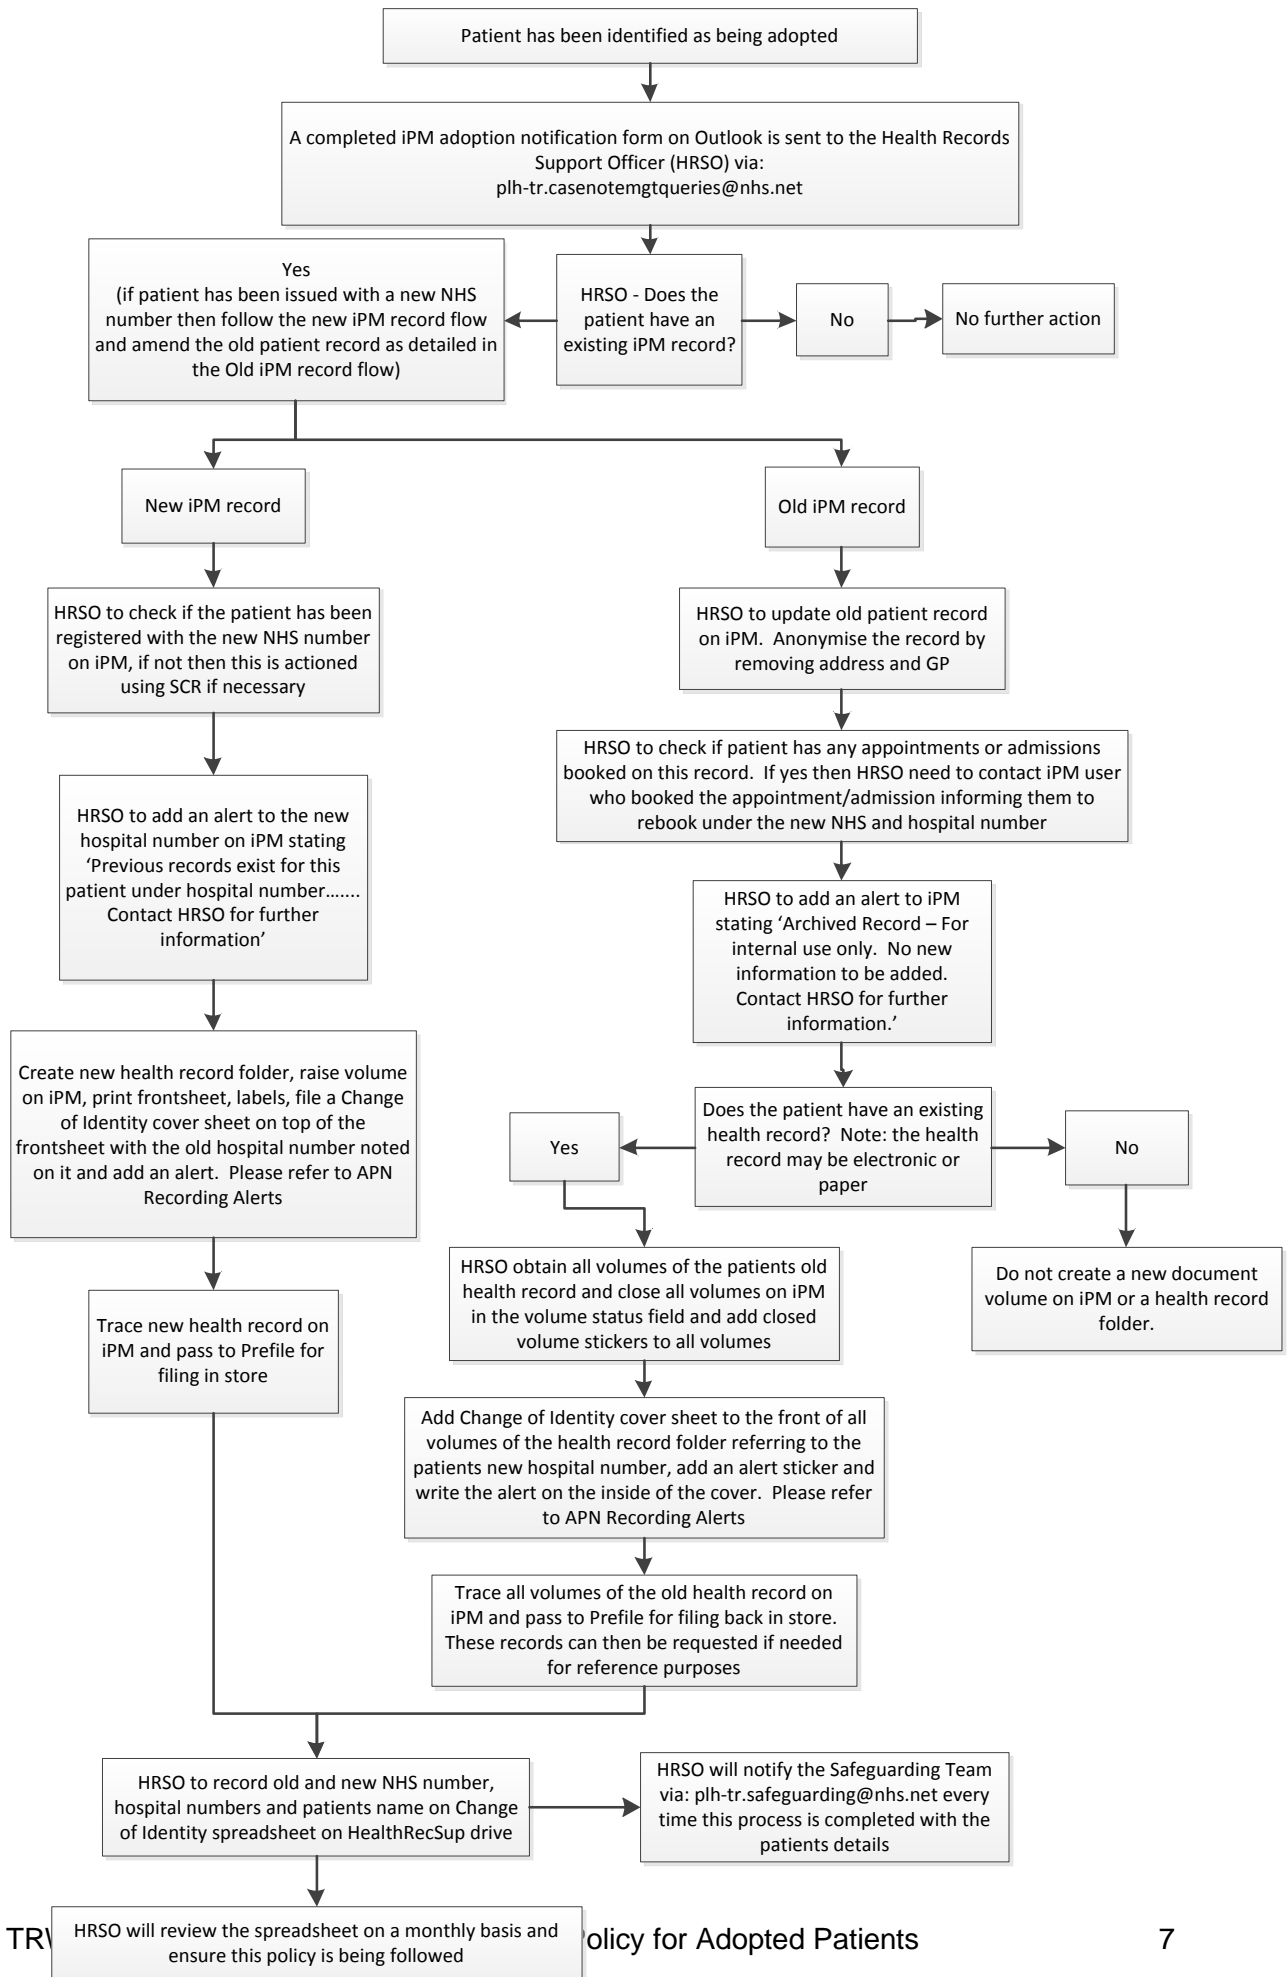 Patient has been identified as being adopted
A completed iPM adoption notification form on Outlook is sent to the Health Records
Support Officer (HRSO) via:
plh-tr.casenotemgtqueries@nhs.net
Yes
(if patient has been issued with a new NHS
number then follow the new iPM record flow
and amend the old patient record as detailed in
the Old iPM record flow)
HRSO - Does the
patient have an
existing iPM record?
No
No further action
New iPM record
Old iPM record
HRSO to check if the patient has been
registered with the new NHS number
on iPM, if not then this is actioned
using SCR if necessary
HRSO to update old patient record
on iPM.  Anonymise the record by
removing address and GP
HRSO to check if patient has any appointments or admissions
booked on this record.  If yes then HRSO need to contact iPM user
who booked the appointment/admission informing them to
rebook under the new NHS and hospital number
HRSO to add an alert to the new
hospital number on iPM stating
‘Previous records exist for this
patient under hospital number…....
Contact HRSO for further
information’
HRSO to add an alert to iPM
stating ‘Archived Record – For
internal use only.  No new
information to be added.
Contact HRSO for further
information.’
Create new health record folder, raise volume
on iPM, print frontsheet, labels, file a Change
of Identity cover sheet on top of the
frontsheet with the old hospital number noted
on it and add an alert.  Please refer to APN
Recording Alerts
Does the patient have an existing
health record?  Note: the health
record may be electronic or
paper
Yes
No
HRSO obtain all volumes of the patients old
health record and close all volumes on iPM
in the volume status field and add closed
volume stickers to all volumes
Do not create a new document
volume on iPM or a health record
folder.
Trace new health record on
iPM and pass to Prefile for
filing in store
Add Change of Identity cover sheet to the front of all
volumes of the health record folder referring to the
patients new hospital number, add an alert sticker and
write the alert on the inside of the cover.  Please refer
to APN Recording Alerts
Trace all volumes of the old health record on
iPM and pass to Prefile for filing back in store.
These records can then be requested if needed
for reference purposes
HRSO to record old and new NHS number,
hospital numbers and patients name on Change
of Identity spreadsheet on HealthRecSup drive
HRSO will notify the Safeguarding Team
via: plh-tr.safeguarding@nhs.net every
time this process is completed with the
patients details
HRSO will review the spreadsheet on a monthly basis and
ensure this policy is being followed
for Adopted Patients 7